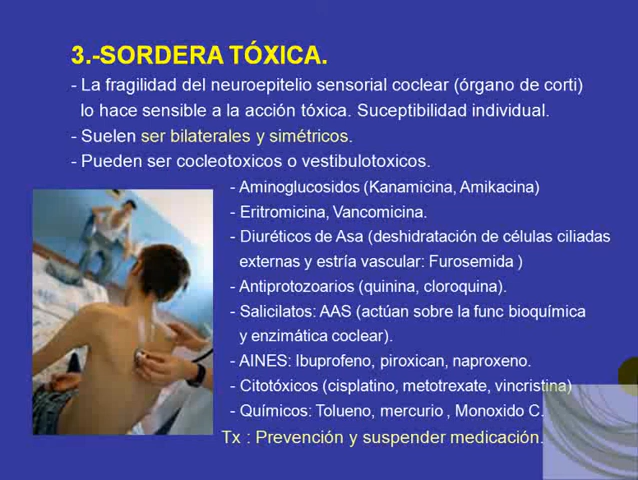 3.-SORDERA TÓXICA.
- La fragilidad del neuroepitelio sensorial coclear (órgano de corti)
lo hace sensible a la acción tóxica. Suceptibilidad individual.
- Suelen ser bilaterales y simétricos.
- Pueden ser cocleotoxicos o vestibulotoxicos.
- Aminoglucosidos (Kanamicina, Amikacina)
- Eritromicina, Vancomicina.
- Diuréticos de Asa (deshidratación de células ciliadas
externas y estría vascular: Furosemida )
- Antiprotozoarios (quinina, cloroquina).
- Salicilatos: AAS (actúan sobre la func bioquímica
y enzimática coclear).
- AINES: Ibuprofeno, piroxican, naproxeno.
- Citotóxicos (cisplatino, metotrexate, vincristina)
- Químicos: Tolueno, mercurio , Monoxido C.
Tx : Prevención y suspender medicación.